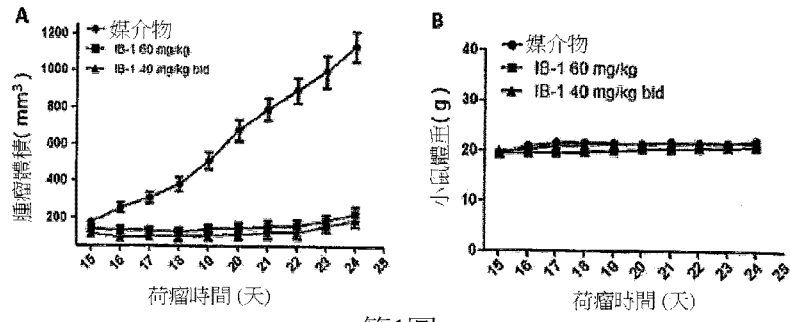 A
媒介物
IB-1 60 mg/kg
IB-1 40 mg/kg bid
腫瘤體積( mm³ )
1200
1000
800
600
400
200
15 16 17 18 19 20 21 22 23 24 25
荷瘤時間 (天)
B
媒介物
IB-1 60 mg/kg
IB-1 40 mg/kg bid
小鼠體重( g )
40
30
20
10
0
15 16 17 18 19 20 21 22 23 24 25
荷瘤時間 (天)
第1圖